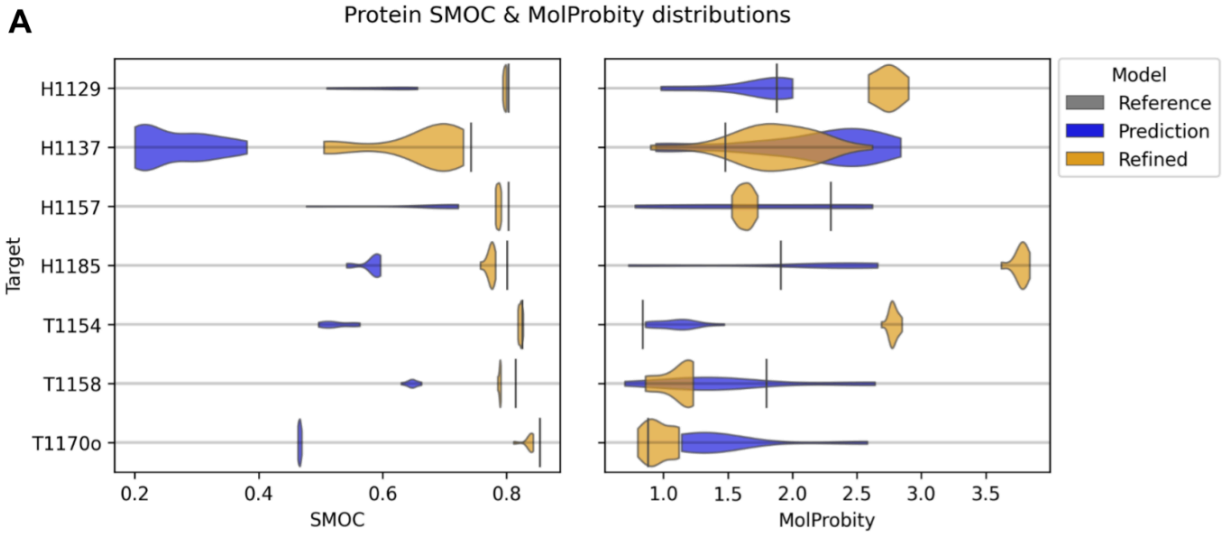 A
Protein SMOC & MolProbity distributions
Target
H1129
H1137
H1157
H1185
T1154
T1158
T1170o
0.2 0.4 0.6 0.8
SMOC
1.0 1.5 2.0 2.5 3.0 3.5
MolProbity
Model
Reference
Prediction
Refined